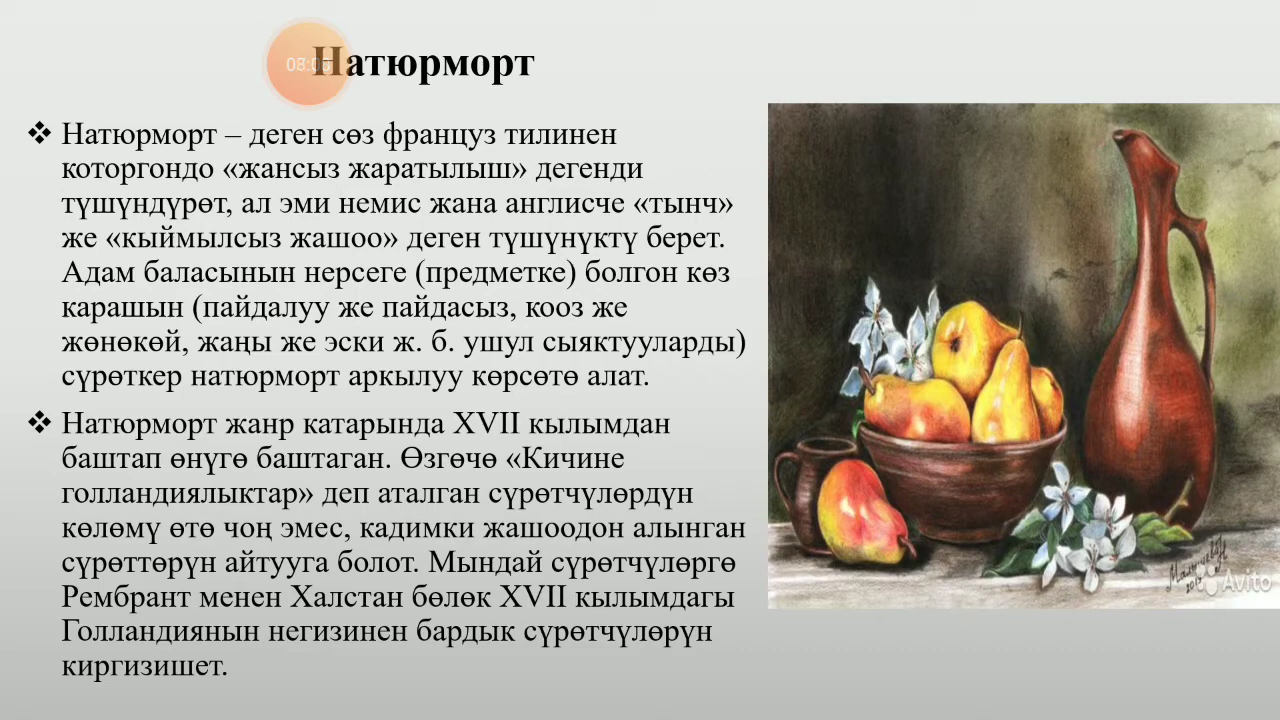 Натюрморт
08:05
❖ Натюрморт – деген сөз француз тилинен
которгондо «жансыз жаратылыш» дегенди
түшүндүрөт, ал эми немис жана англисче «тынч»
же «кыймылсыз жашоо» деген түшүнүктү берет.
Адам баласынын нерсеге (предметке) болгон көз
карашын (пайдалуу же пайдасыз, кооз же
жөнөкөй, жаңы же эски ж. б. ушул сыяктууларды)
сүрөткер натюрморт аркылуу көрсөтө алат.
❖ Натюрморт жанр катарында XVII кылымдан
баштап өнүгө баштаган. Өзгөчө «Кичине
голландиялыктар» деп аталган сүрөтчүлөрдүн
көлөмү өтө чоң эмес, кадимки жашоодон алынган
сүрөттөрүн айтууга болот. Мындай сүрөтчүлөргө
Рембрант менен Халстан бөлөк XVII кылымдагы
Голландиянын негизинен бардык сүрөтчүлөрүн
киргизишет.
Avito